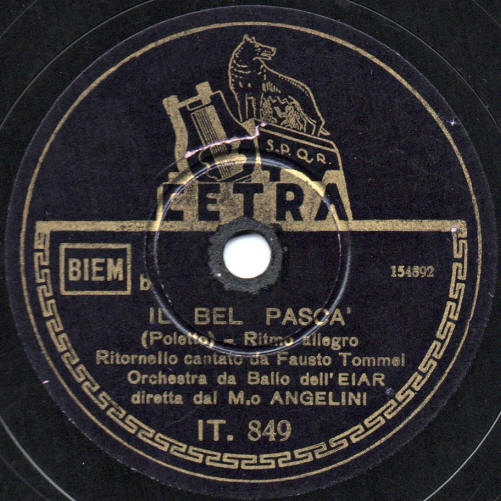 S.P.Q.R.
CETRA
BIEM
b
154892
IL BEL PASCA'
(Poletto) - Ritmo allegro
Ritornello cantato da Fausto Tommei
Orchestra da Ballo dell'EIAR
diretta dal M.o ANGELINI
IT. 849